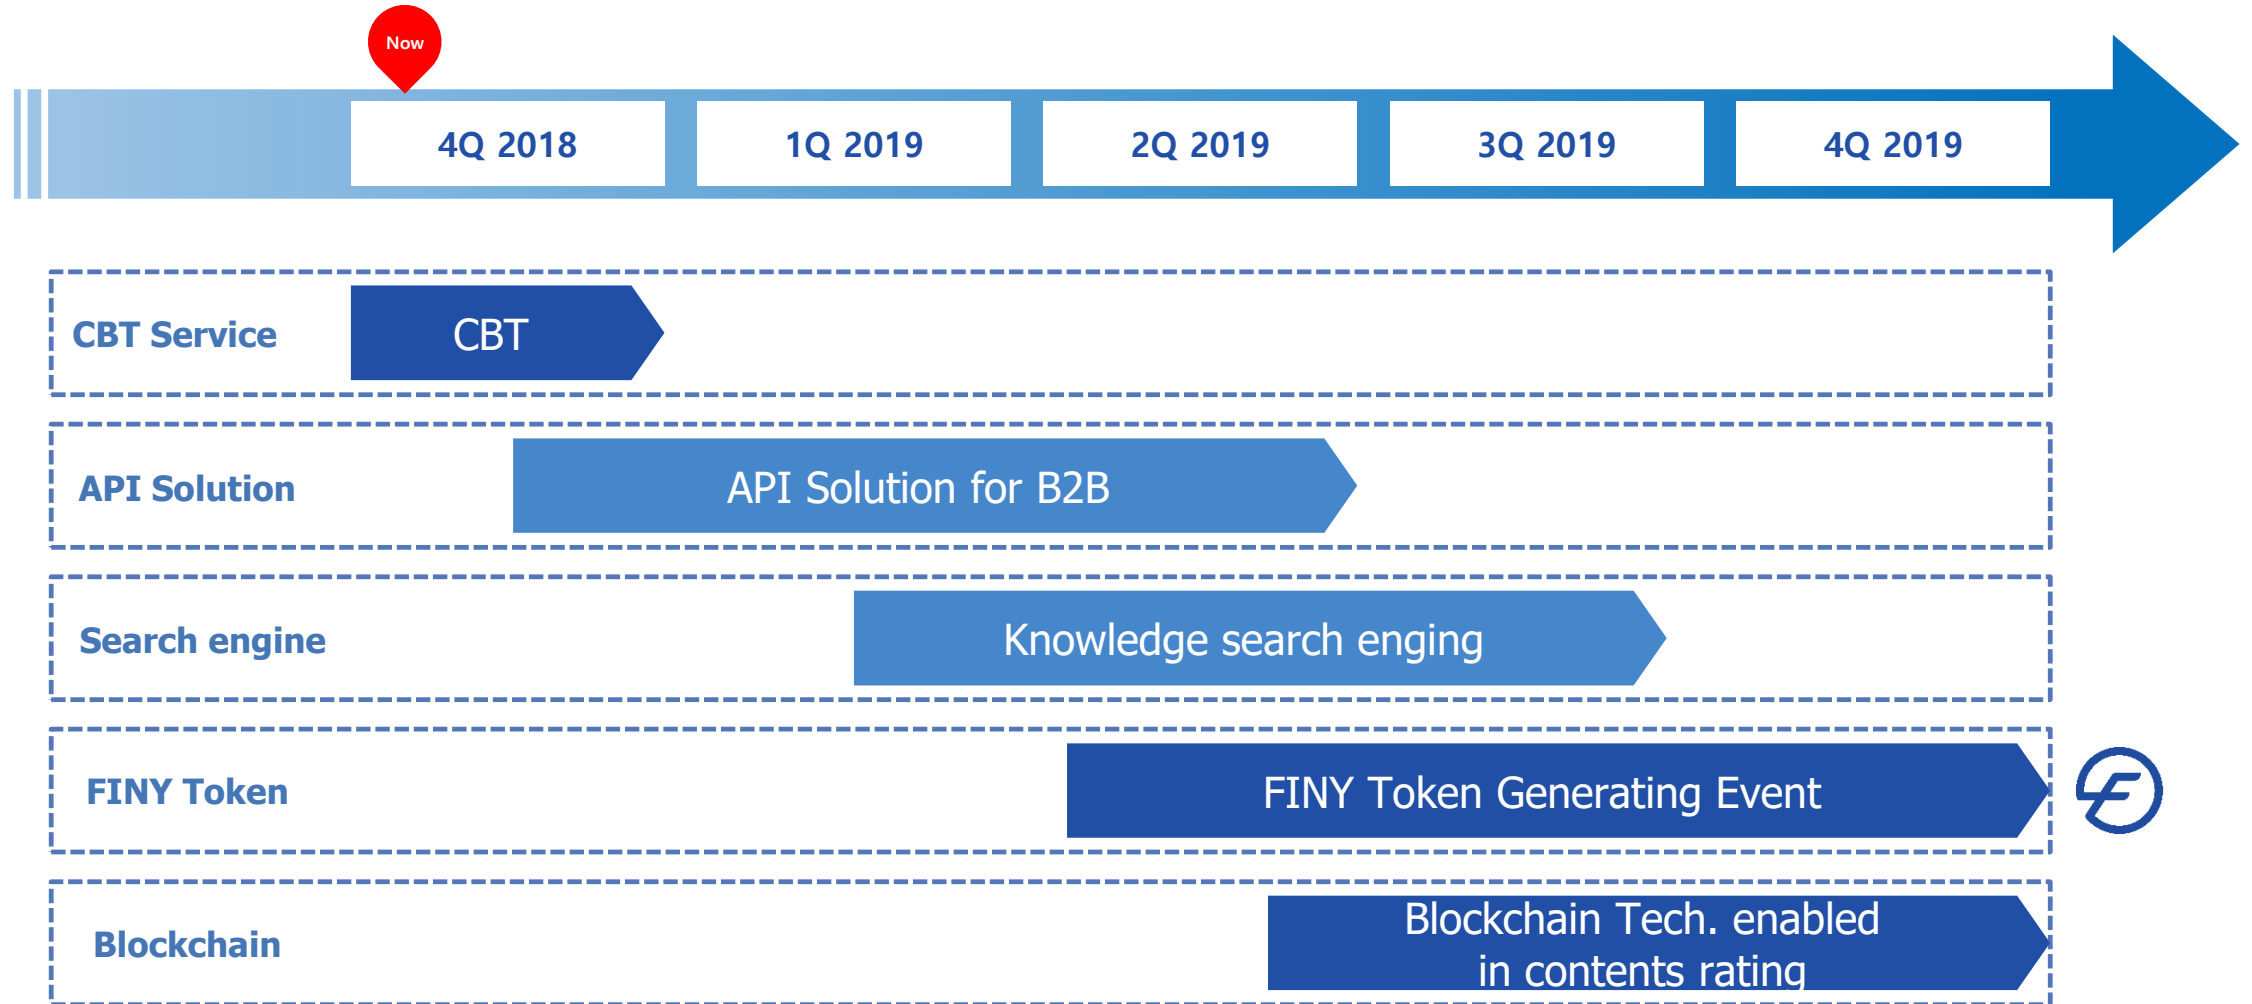 Now
4Q 2018
1Q 2019
2Q 2019
3Q 2019
4Q 2019
CBT Service
CBT
API Solution
API Solution for B2B
Search engine
Knowledge search enging
FINY Token
FINY Token Generating Event
Blockchain
Blockchain Tech. enabled
in contents rating